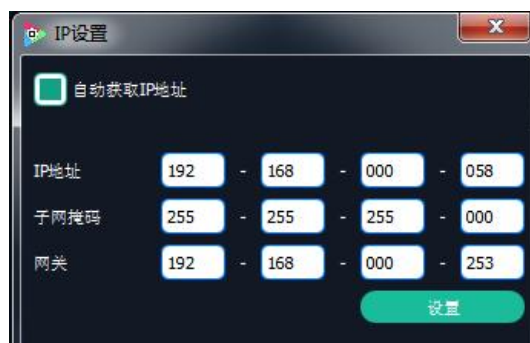 IP设置
自动获取IP地址
IP地址 192 - 168 - 000 - 058
子网掩码 255 - 255 - 255 - 000
网关 192 - 168 - 000 - 253
设置